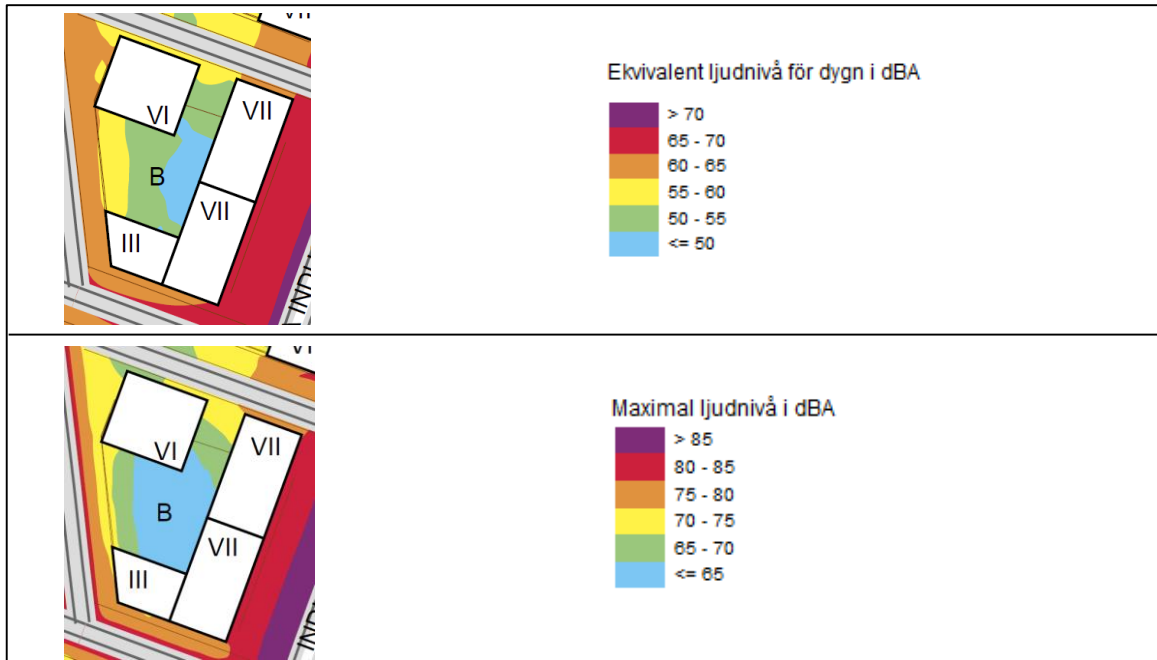 VI
VII
B
VII
III
Ekvivalent ljudnivå för dygn i dBA
> 70
65 - 70
60 - 65
55 - 60
50 - 55
<= 50
VI
VII
B
VII
III
Maximal ljudnivå i dBA
> 85
80 - 85
75 - 80
70 - 75
65 - 70
<= 65